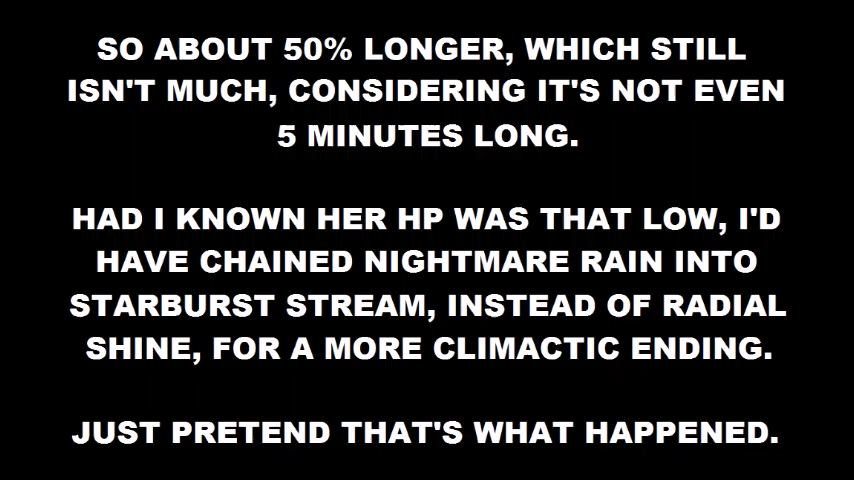 SO ABOUT 50% LONGER, WHICH STILL
ISN'T MUCH, CONSIDERING IT'S NOT EVEN
5 MINUTES LONG.
HAD I KNOWN HER HP WAS THAT LOW, I'D
HAVE CHAINED NIGHTMARE RAIN INTO
STARBURST STREAM, INSTEAD OF RADIAL
SHINE, FOR A MORE CLIMACTIC ENDING.
JUST PRETEND THAT'S WHAT HAPPENED.